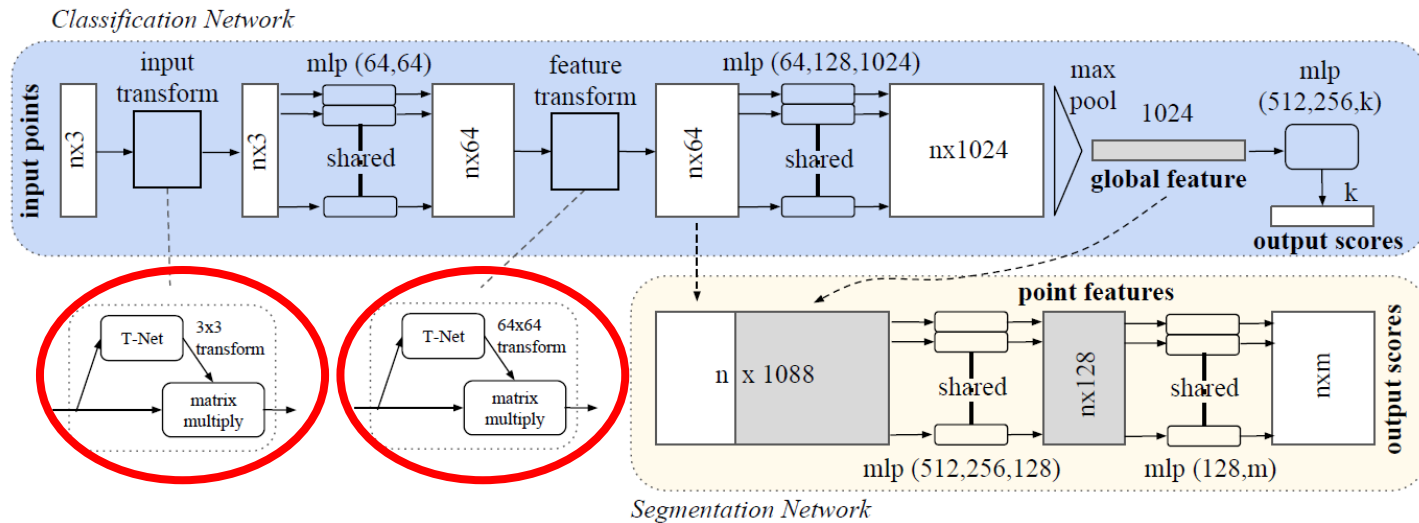 Classification Network
input points
nx3
input
transform
nx3
mlp (64,64)
shared
nx64
feature
transform
nx64
mlp (64,128,1024)
shared
nx1024
max
pool
1024
global feature
mlp
(512,256,k)
k
output scores
T-Net
3x3
transform
matrix
multiply
T-Net
64x64
transform
matrix
multiply
point features
n x 1088
shared
mlp (512,256,128)
nx128
shared
mlp (128,m)
nxm
output scores
Segmentation Network